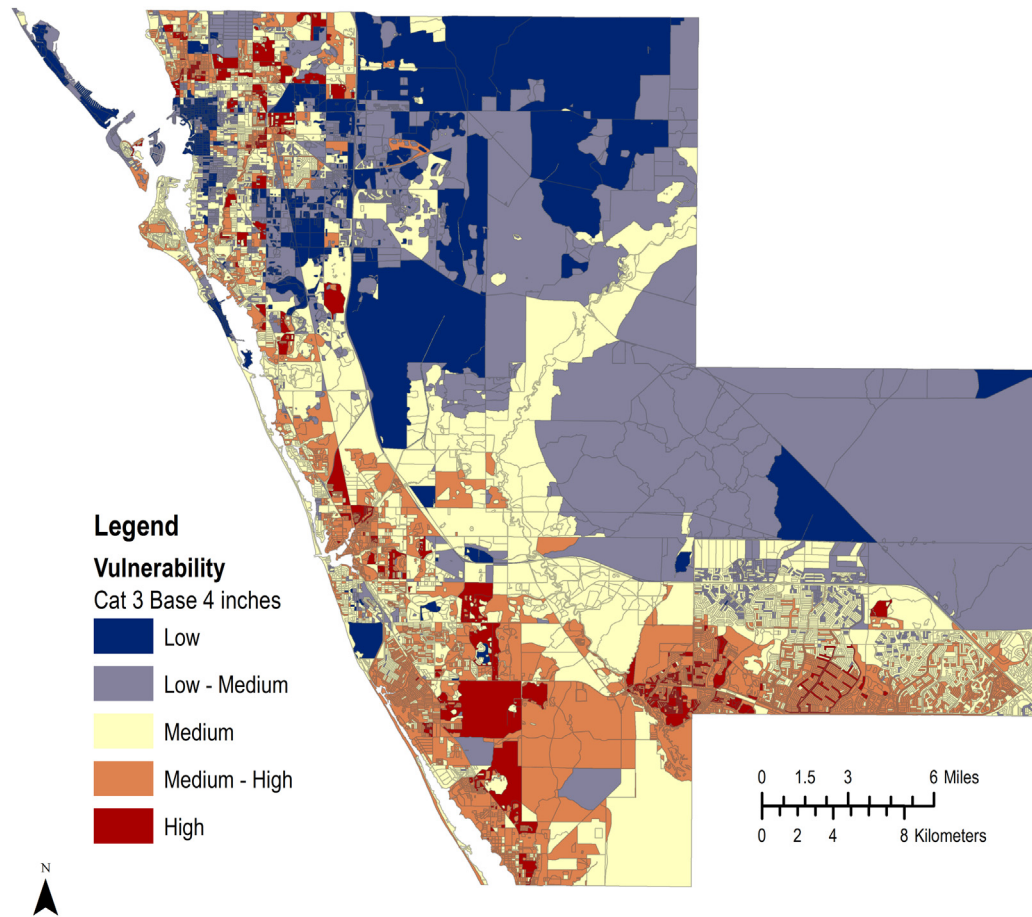 Legend
Vulnerability
Cat 3 Base 4 inches
Low
Low - Medium
Medium
Medium - High
High
0 1.5 3 6 Miles
0 2 4 8 Kilometers
N